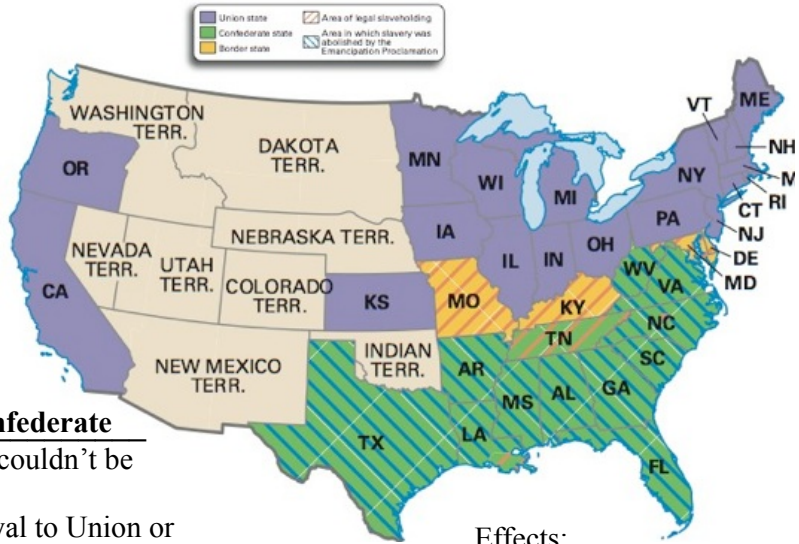 Union state
Confederate state
Border state
Area of legal slaveholding
Area in which slavery was
abolished by the
Emancipation Proclamation
WASHINGTON
TERR.
DAKOTA
TERR.
MN
OR
WI
MI
VT
ME
NH
M
RI
CT
NY
PA
NJ
DE
MD
NEBRASKA TERR.
IA
IL
IN
OH
WV
VA
NEVADA
TERR.
UTAH
TERR.
COLORADO
TERR.
CA
KS
MO
KY
NC
TN
SC
NEW MEXICO
TERR.
INDIAN
TERR.
AR
MS
AL
GA
TX
LA
FL
nfederate
couldn’t be
val to Union or
Effects: